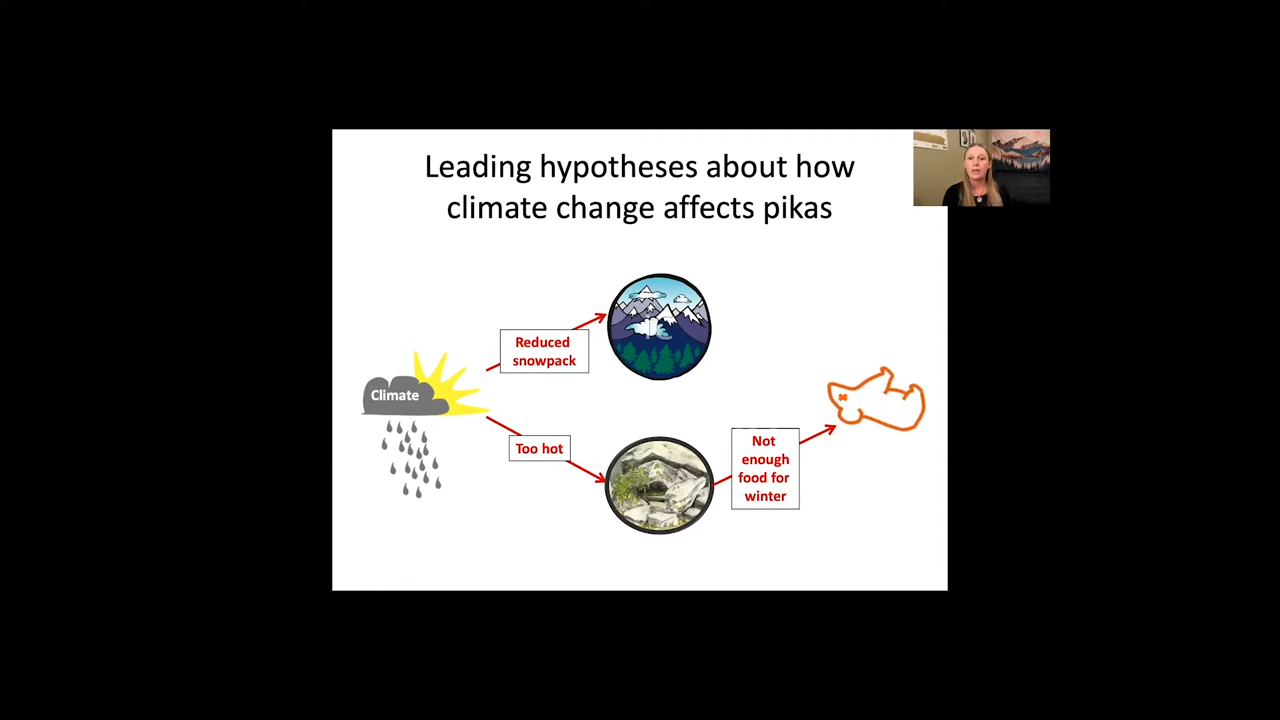 Leading hypotheses about how
climate change affects pikas
Reduced
snowpack
Climate
Too hot
Not
enough
food for
winter